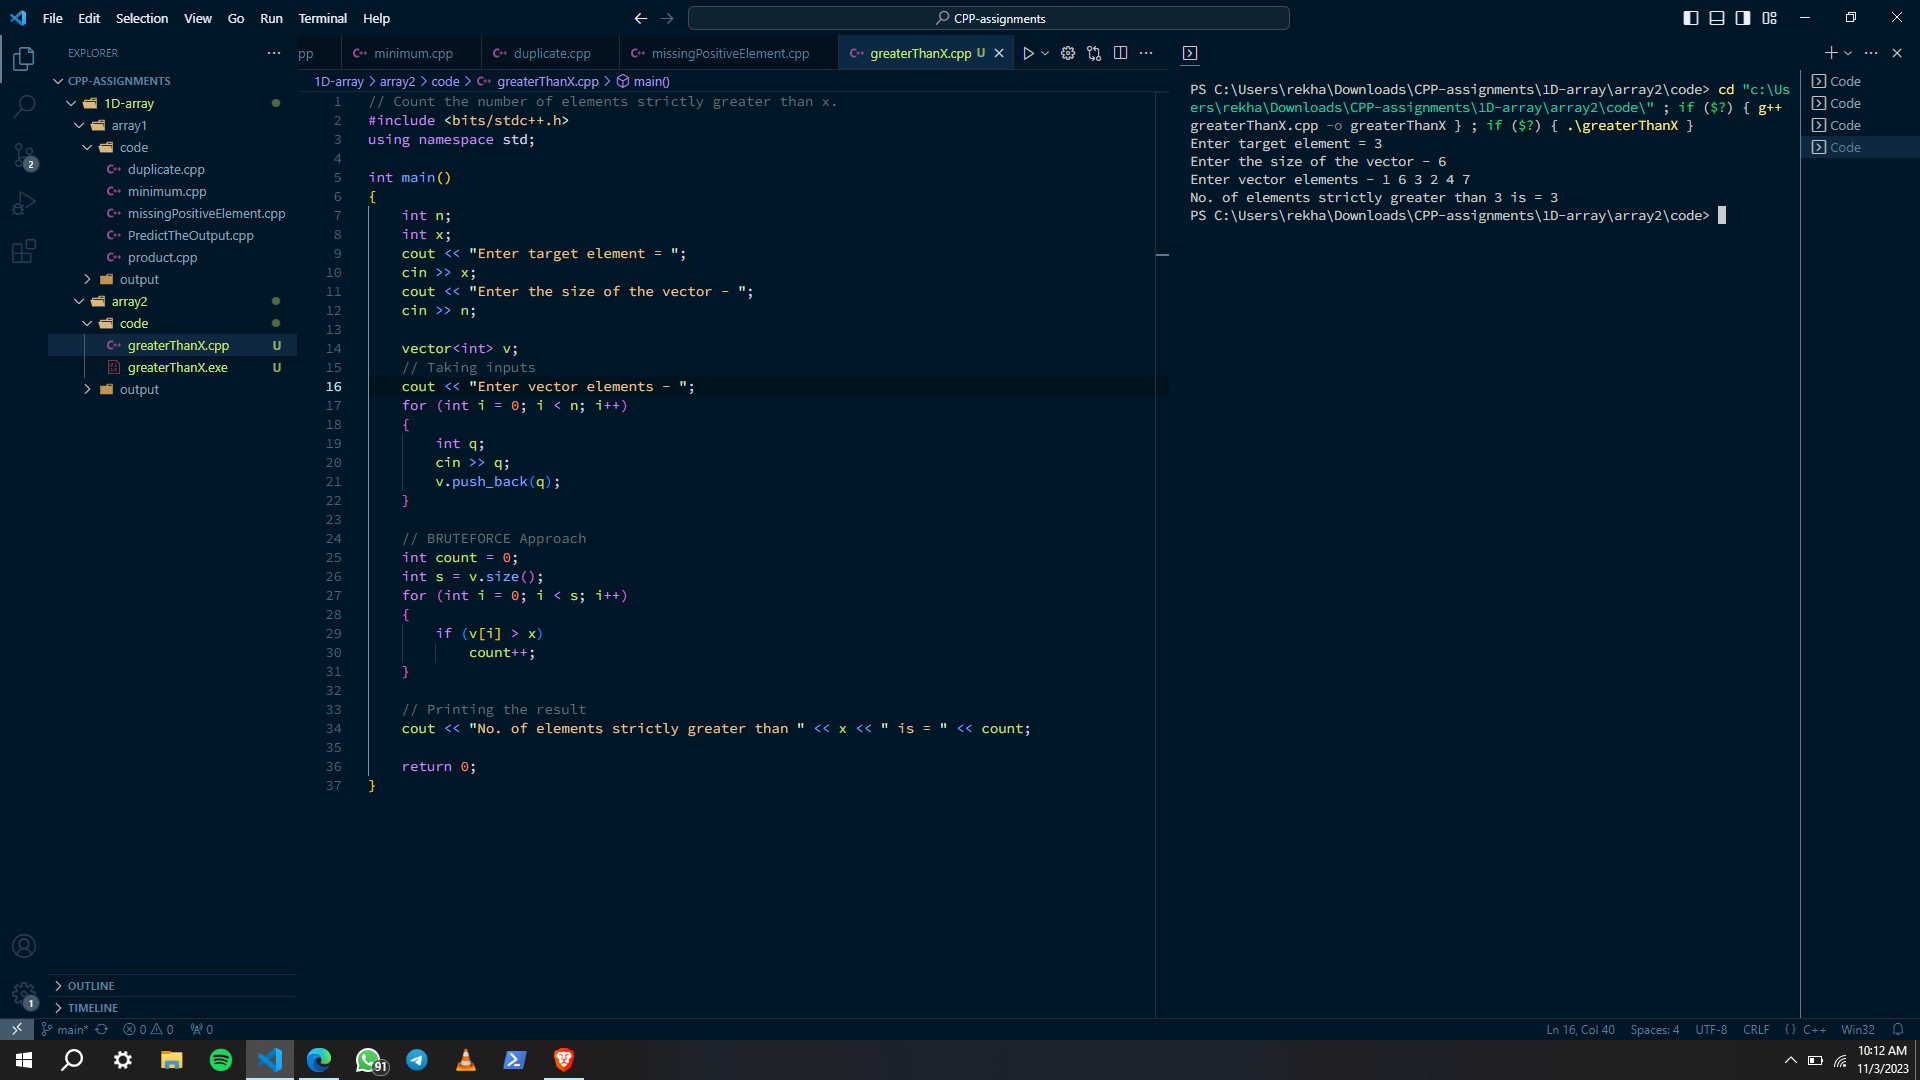 File Edit Selection View Go Run Terminal Help
CPP-assignments
EXPLORER
CPP-ASSIGNMENTS
1D-array
array1
code
duplicate.cpp
minimum.cpp
missingPositiveElement.cpp
PredictTheOutput.cpp
product.cpp
output
array2
code
greaterThanX.cpp U
greaterThanX.exe U
output
OUTLINE
TIMELINE
2
1
pp minimum.cpp duplicate.cpp missingPositiveElement.cpp greaterThanX.cpp U
1D-array > array2 > code > greaterThanX.cpp > main()
1 // Count the number of elements strictly greater than x.
2 #include <bits/stdc++.h>
3 using namespace std;
4
5 int main()
6 {
7 int n;
8 int x;
9 cout << "Enter target element = ";
10 cin >> x;
11 cout << "Enter the size of the vector - ";
12 cin >> n;
13
14 vector<int> v;
15 // Taking inputs
16 cout << "Enter vector elements - ";
17 for (int i = 0; i < n; i++)
18 {
19 int q;
20 cin >> q;
21 v.push_back(q);
22 }
23
24 // BRUTEFORCE Approach
25 int count = 0;
26 int s = v.size();
27 for (int i = 0; i < s; i++)
28 {
29 if (v[i] > x)
30 count++;
31 }
32
33 // Printing the result
34 cout << "No. of elements strictly greater than " << x << " is = " << count;
35
36 return 0;
37 }
PS C:\Users\rekha\Downloads\CPP-assignments\1D-array\array2\code> cd "c:\Us
ers\rekha\Downloads\CPP-assignments\1D-array\array2\code\" ; if ($?) { g++
greaterThanX.cpp -o greaterThanX } ; if ($?) { .\greaterThanX }
Enter target element = 3
Enter the size of the vector - 6
Enter vector elements - 1 6 3 2 4 7
No. of elements strictly greater than 3 is = 3
PS C:\Users\rekha\Downloads\CPP-assignments\1D-array\array2\code>
Code
Code
Code
Code
main* 0 0 0
Ln 16, Col 40 Spaces: 4 UTF-8 CRLF {} C++ Win32
91
10:12 AM
11/3/2023